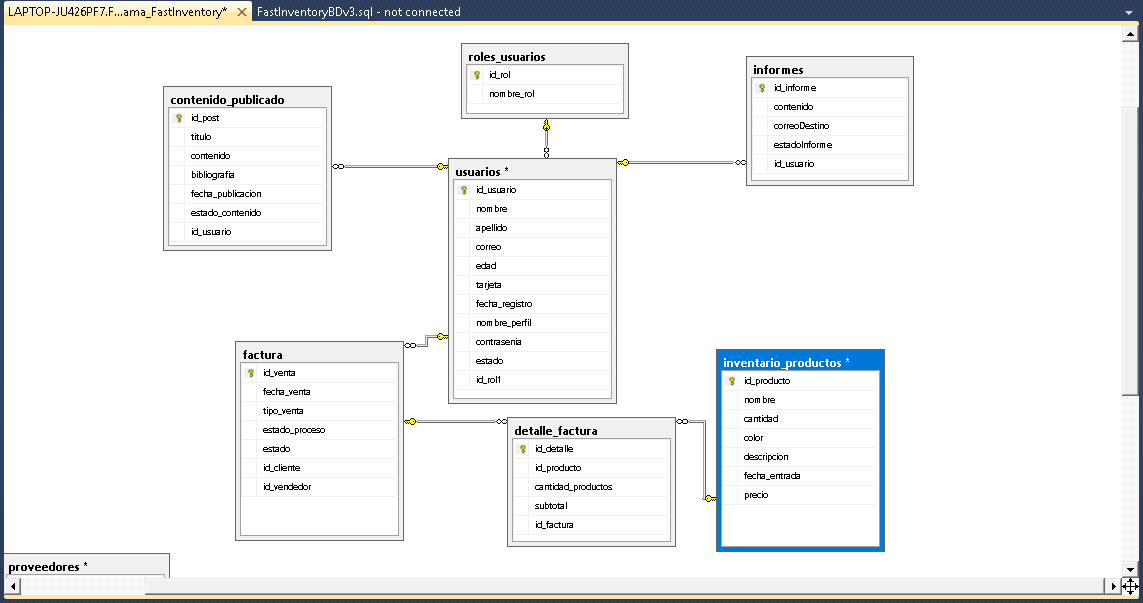 LAPTOP-JU426PF7.F...ama_FastInventory*
FastInventoryBDv3.sql - not connected
roles_usuarios
id_rol
nombre_rol
informes
id_informe
contenido
correoDestino
estadoInforme
id_usuario
contenido_publicado
id_post
titulo
contenido
bibliografia
fecha_publicacion
estado_contenido
id_usuario
usuarios *
id_usuario
nombre
apellido
correo
edad
tarjeta
fecha_registro
nombre_perfil
contrasenia
estado
id_rol1
factura
id_venta
fecha_venta
tipo_venta
estado_proceso
estado
id_cliente
id_vendedor
detalle_factura
id_detalle
id_producto
cantidad_productos
subtotal
id_factura
inventario_productos *
id_producto
nombre
cantidad
color
descripcion
fecha_entrada
precio
proveedores *